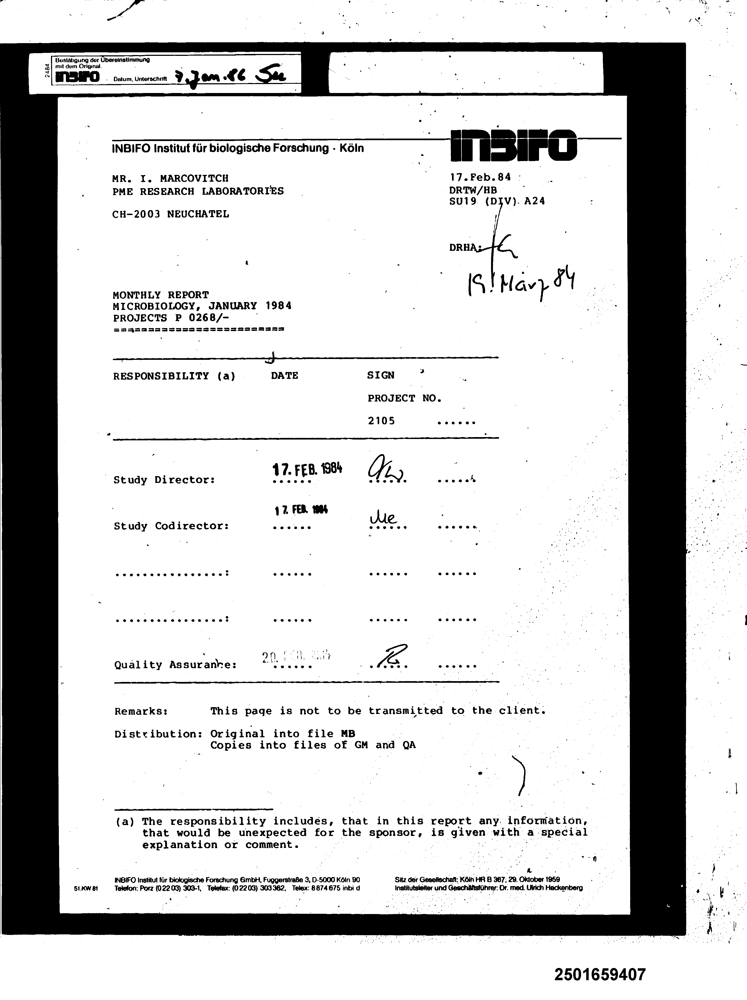 2484
Bestätigung der Übereinstimmung
mit dem Original
INBIFO Datum, Unterschrift 7. Jan. 86
INBIFO Institut für biologische Forschung · Köln
INBIFO
MR. I. MARCOVITCH
PME RESEARCH LABORATORIES
CH-2003 NEUCHATEL
17.Feb.84
DRTW/HB
SU19 (DIV) A24
DRHA:
19. März 84
MONTHLY REPORT
MICROBIOLOGY, JANUARY 1984
PROJECTS P 0268/-
=========================
RESPONSIBILITY (a) DATE SIGN
PROJECT NO.
2105 ......
Study Director: 17. FEB. 1984 ...... ......
Study Codirector: 17. FEB. 1984 ...... ......
................: ...... ...... ......
................: ...... ...... ......
Quality Assurance: ...... ...... ......
Remarks: This page is not to be transmitted to the client.
Distribution: Original into file MB
Copies into files of GM and QA
(a) The responsibility includes, that in this report any information,
that would be unexpected for the sponsor, is given with a special
explanation or comment.
51.KW 81
INBIFO Institut für biologische Forschung GmbH, Fuggerstraße 3, D-5000 Köln 90
Telefon: Porz (0 22 03) 303-1, Telefax: (0 22 03) 303 362, Telex: 8 874 675 inbi d
Sitz der Gesellschaft: Köln HR B 367, 29. Oktober 1959
Institutsleiter und Geschäftsführer: Dr. med. Ulrich Hackenberg
2501659407